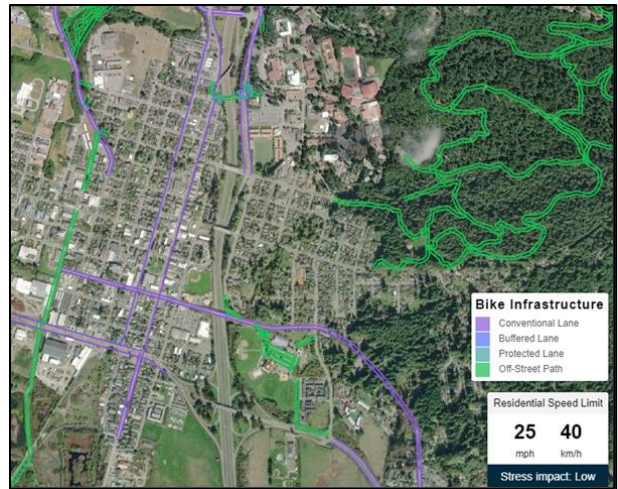 Bike Infrastructure
Conventional Lane
Buffered Lane
Protected Lane
Off-Street Path
Residential Speed Limit
25 40
mph km/h
Stress impact: Low